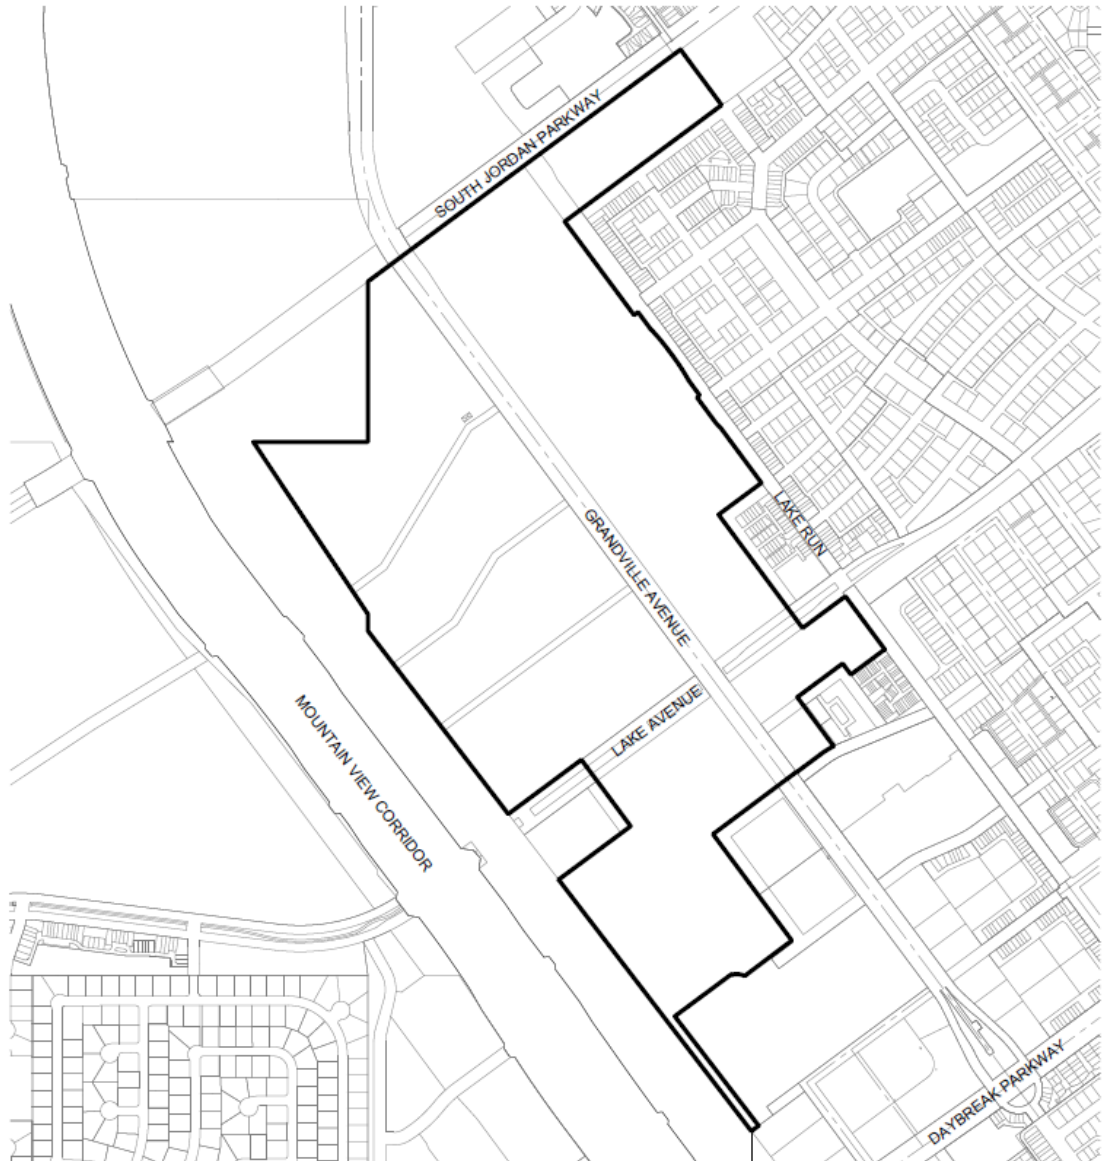 SOUTH JORDAN PARKWAY
LAKE RUN
GRANDVILLE AVENUE
LAKE AVENUE
MOUNTAIN VIEW CORRIDOR
DAYBREAK PARKWAY